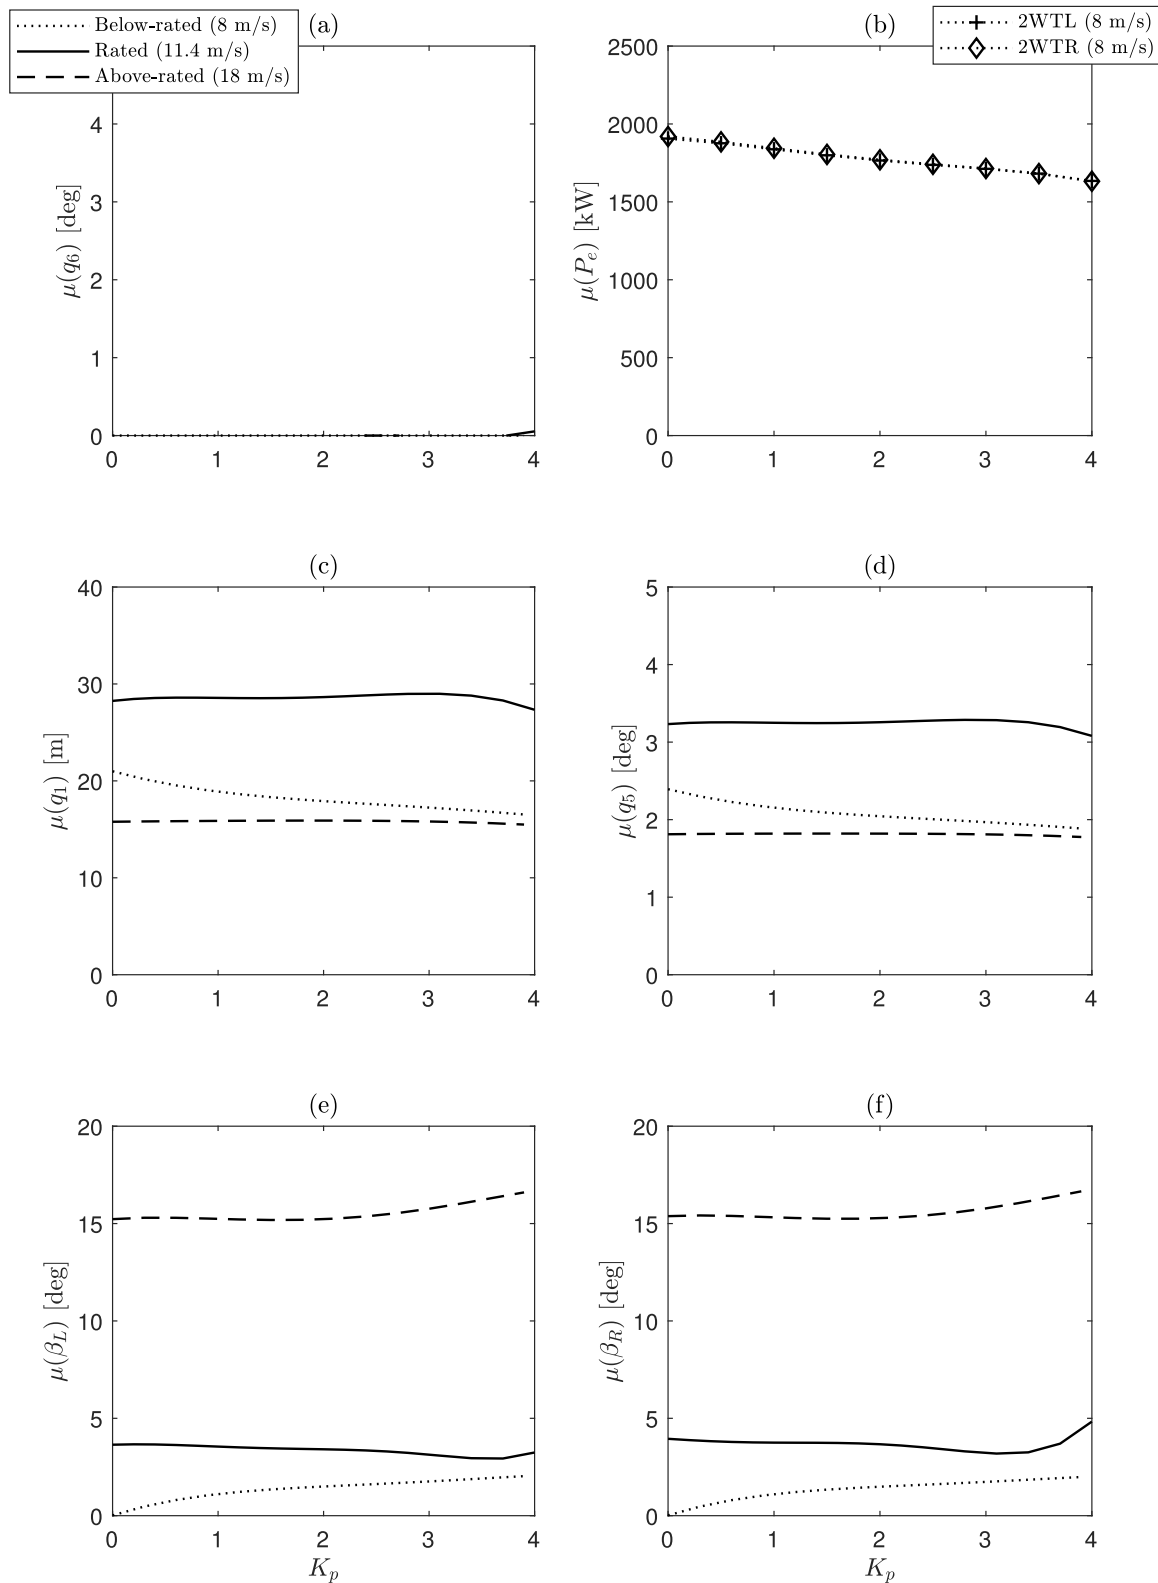 Below-rated (8 m/s)
Rated (11.4 m/s)
Above-rated (18 m/s)
(a)
4
3
2
1
0
0 1 2 3 4
μ(q6) [deg]
(b)
2WTL (8 m/s)
2WTR (8 m/s)
2500
2000
1500
1000
500
0
0 1 2 3 4
μ(Pe) [kW]
(c)
40
30
20
10
0
0 1 2 3 4
μ(q1) [m]
(d)
5
4
3
2
1
0
0 1 2 3 4
μ(q5) [deg]
(e)
20
15
10
5
0
0 1 2 3 4
μ(βL) [deg]
Kp
(f)
20
15
10
5
0
0 1 2 3 4
μ(βR) [deg]
Kp